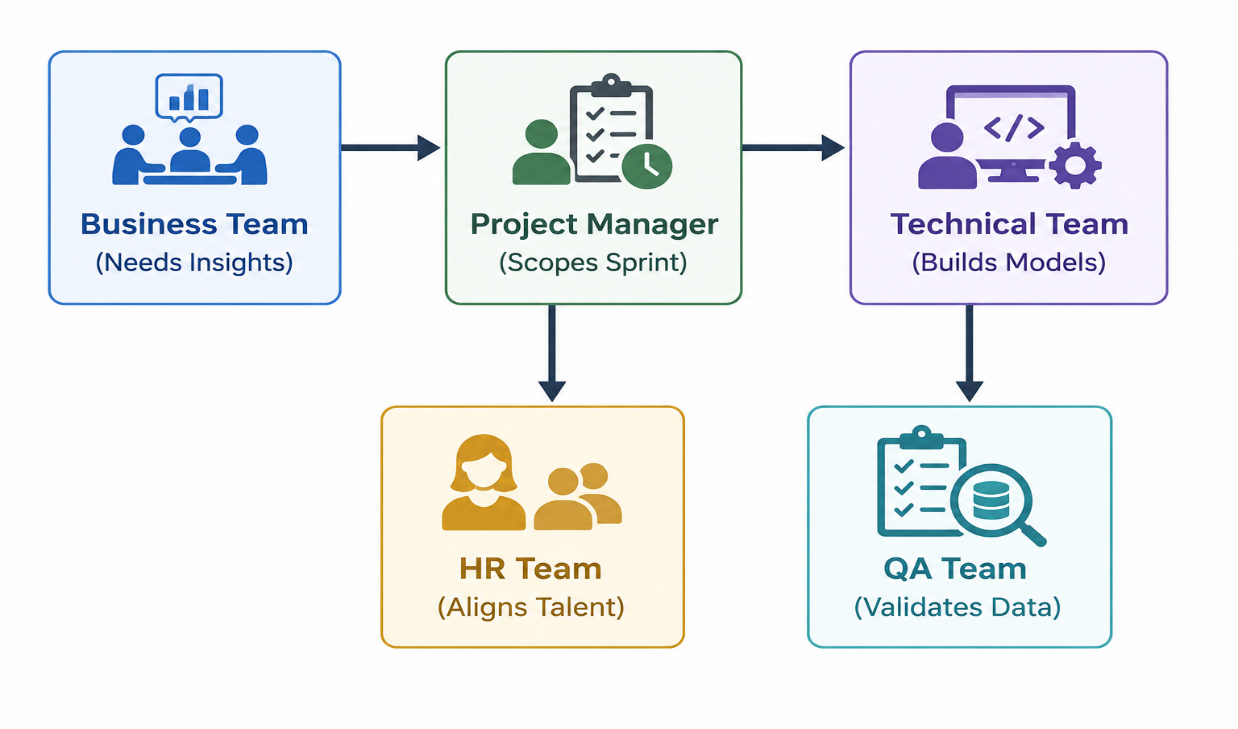 </>
Business Team
(Needs Insights)
Project Manager
(Scopes Sprint)
Technical Team
(Builds Models)
HR Team
(Aligns Talent)
QA Team
(Validates Data)